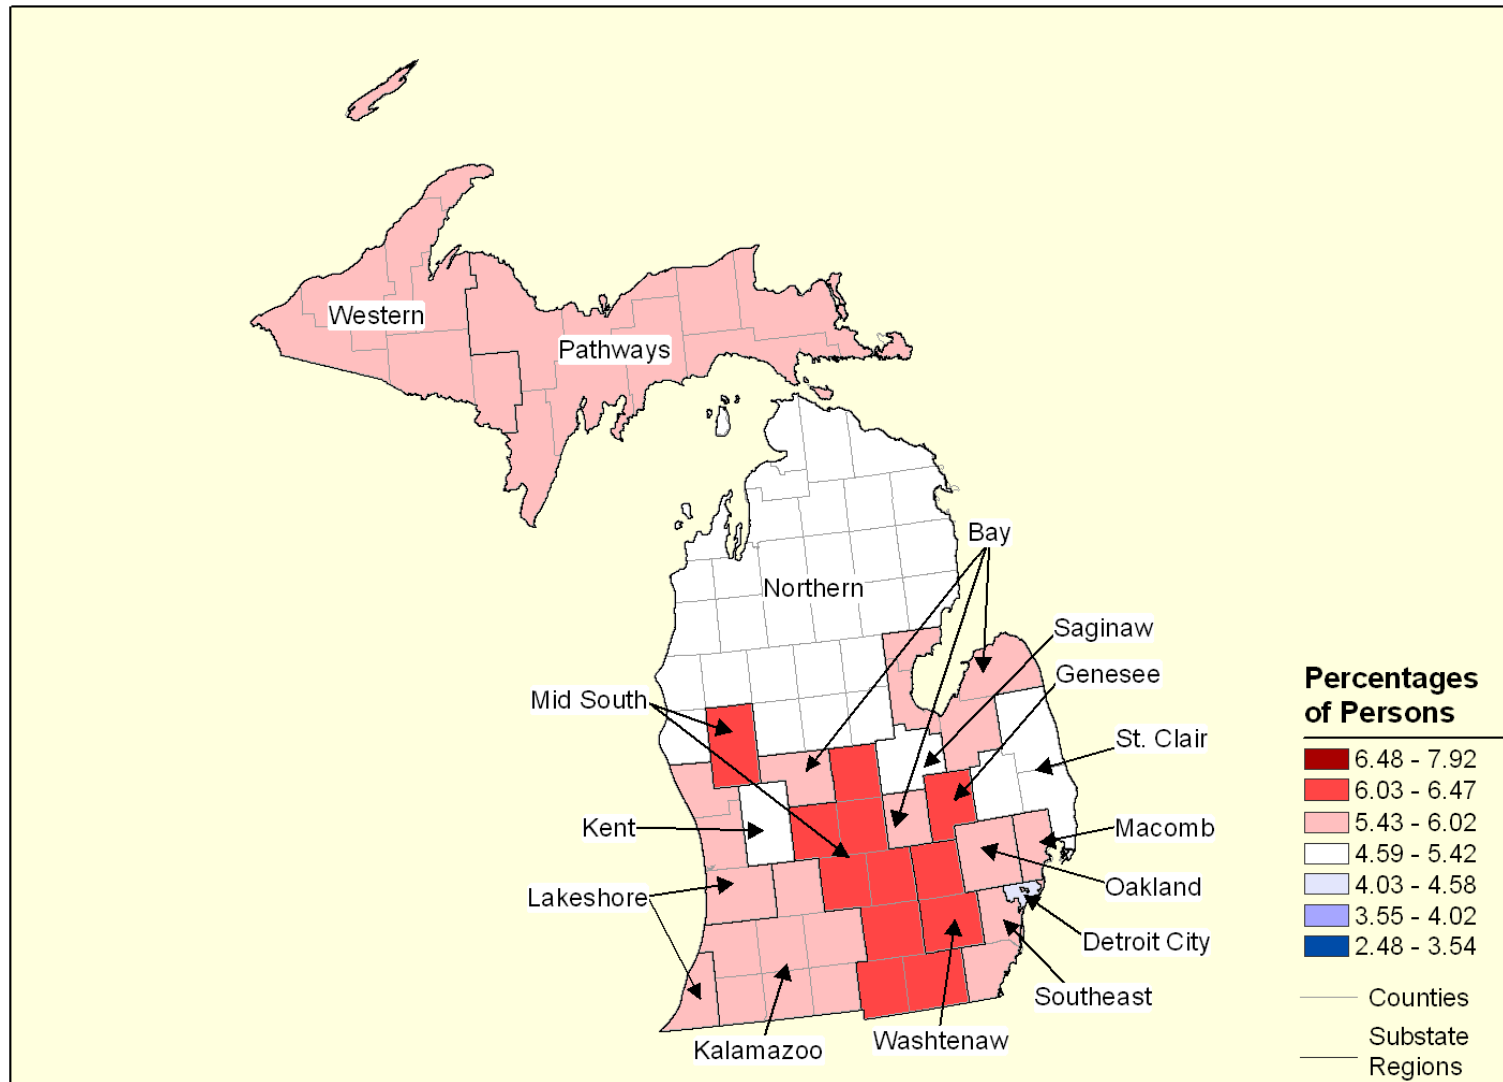 Western
Pathways
Bay
Northern
Saginaw
Genesee
Mid South
St. Clair
Kent
Macomb
Oakland
Lakeshore
Detroit City
Southeast
Washtenaw
Kalamazoo
Percentages
of Persons
6.48 - 7.92
6.03 - 6.47
5.43 - 6.02
4.59 - 5.42
4.03 - 4.58
3.55 - 4.02
2.48 - 3.54
Counties
Substate
Regions